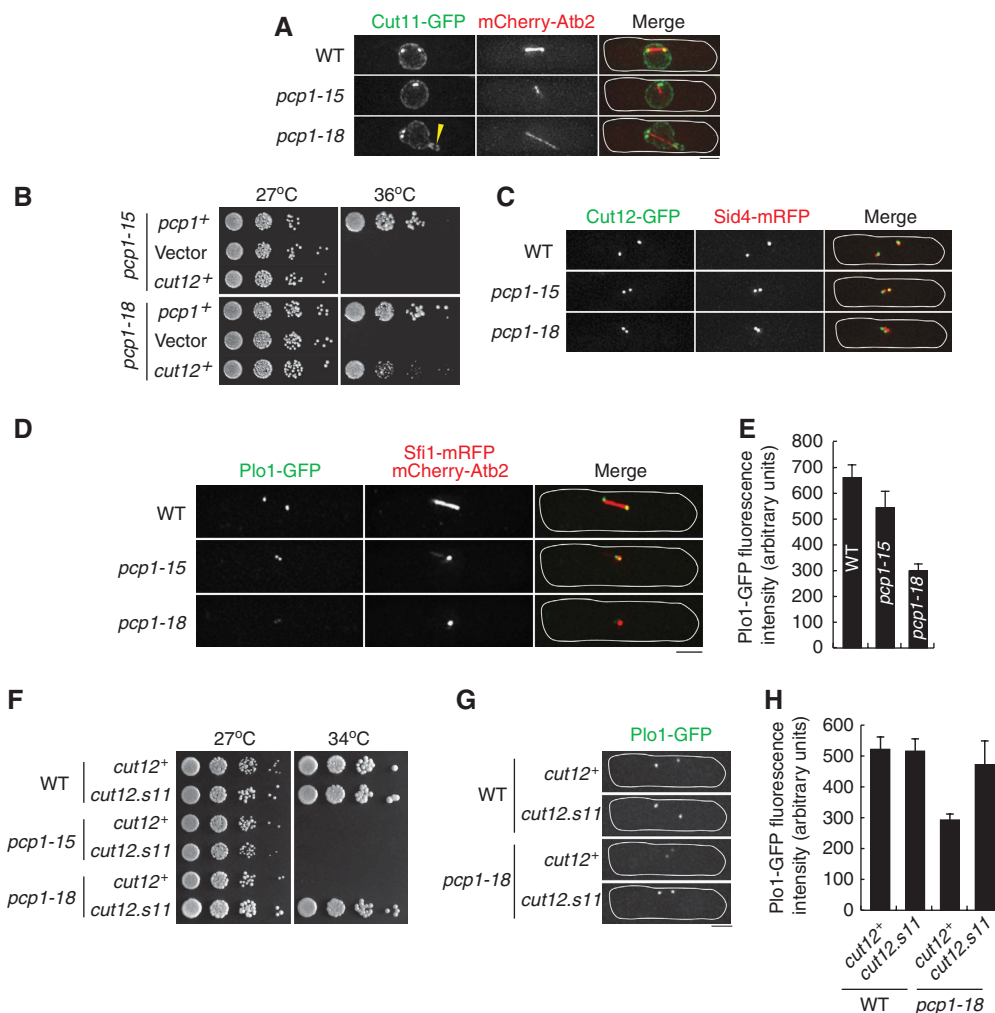 A
Cut11-GFP mCherry-Atb2 Merge
WT
pcp1-15
pcp1-18
B
27°C 36°C
pcp1-15
pcp1+
Vector
cut12+
pcp1-18
pcp1+
Vector
cut12+
C
Cut12-GFP Sid4-mRFP Merge
WT
pcp1-15
pcp1-18
D
Plo1-GFP Sfi1-mRFP mCherry-Atb2 Merge
WT
pcp1-15
pcp1-18
E
Plo1-GFP fluorescence
intensity (arbitrary units)
800
700
600
500
400
300
200
100
0
WT
pcp1-15
pcp1-18
F
27°C 34°C
WT
cut12+
cut12.s11
pcp1-15
cut12+
cut12.s11
pcp1-18
cut12+
cut12.s11
G
Plo1-GFP
WT
cut12+
cut12.s11
pcp1-18
cut12+
cut12.s11
H
Plo1-GFP fluorescence
intensity (arbitrary units)
600
500
400
300
200
100
0
cut12+
cut12.s11
cut12+
cut12.s11
WT pcp1-18